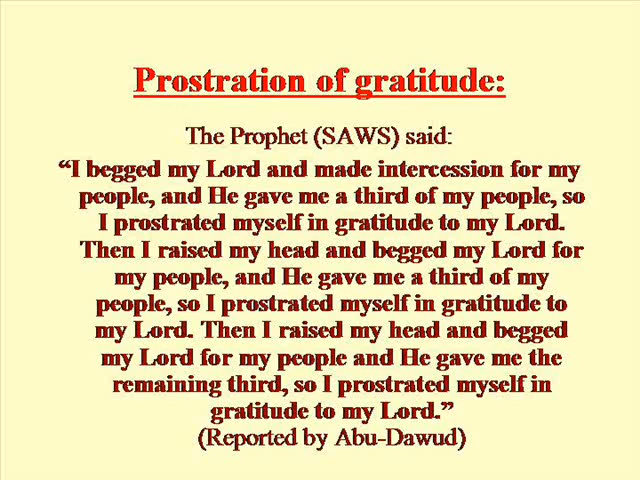 Prostration of gratitude:
The Prophet (SAWS) said:
“I begged my Lord and made intercession for my
people, and He gave me a third of my people, so
I prostrated myself in gratitude to my Lord.
Then I raised my head and begged my Lord for
my people, and He gave me a third of my
people, so I prostrated myself in gratitude to
my Lord. Then I raised my head and begged
my Lord for my people and He gave me the
remaining third, so I prostrated myself in
gratitude to my Lord.”
(Reported by Abu-Dawud)